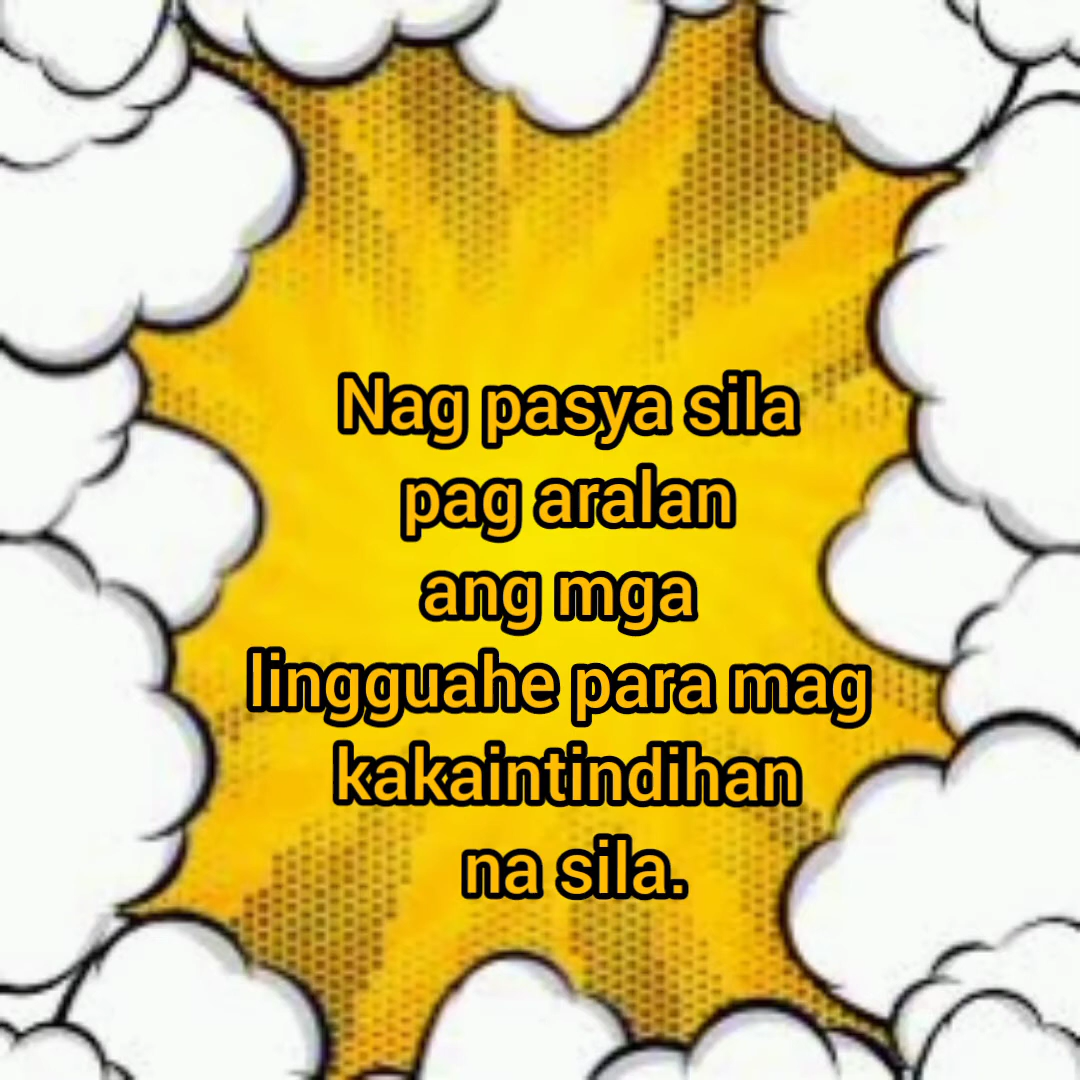 Nag pasya sila
pag aralan
ang mga
lingguahe para mag
kakaintindihan
na sila.